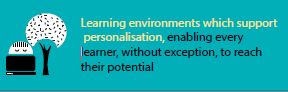 Learning environments which support
personalisation, enabling every
learner, without exception, to reach
their potential